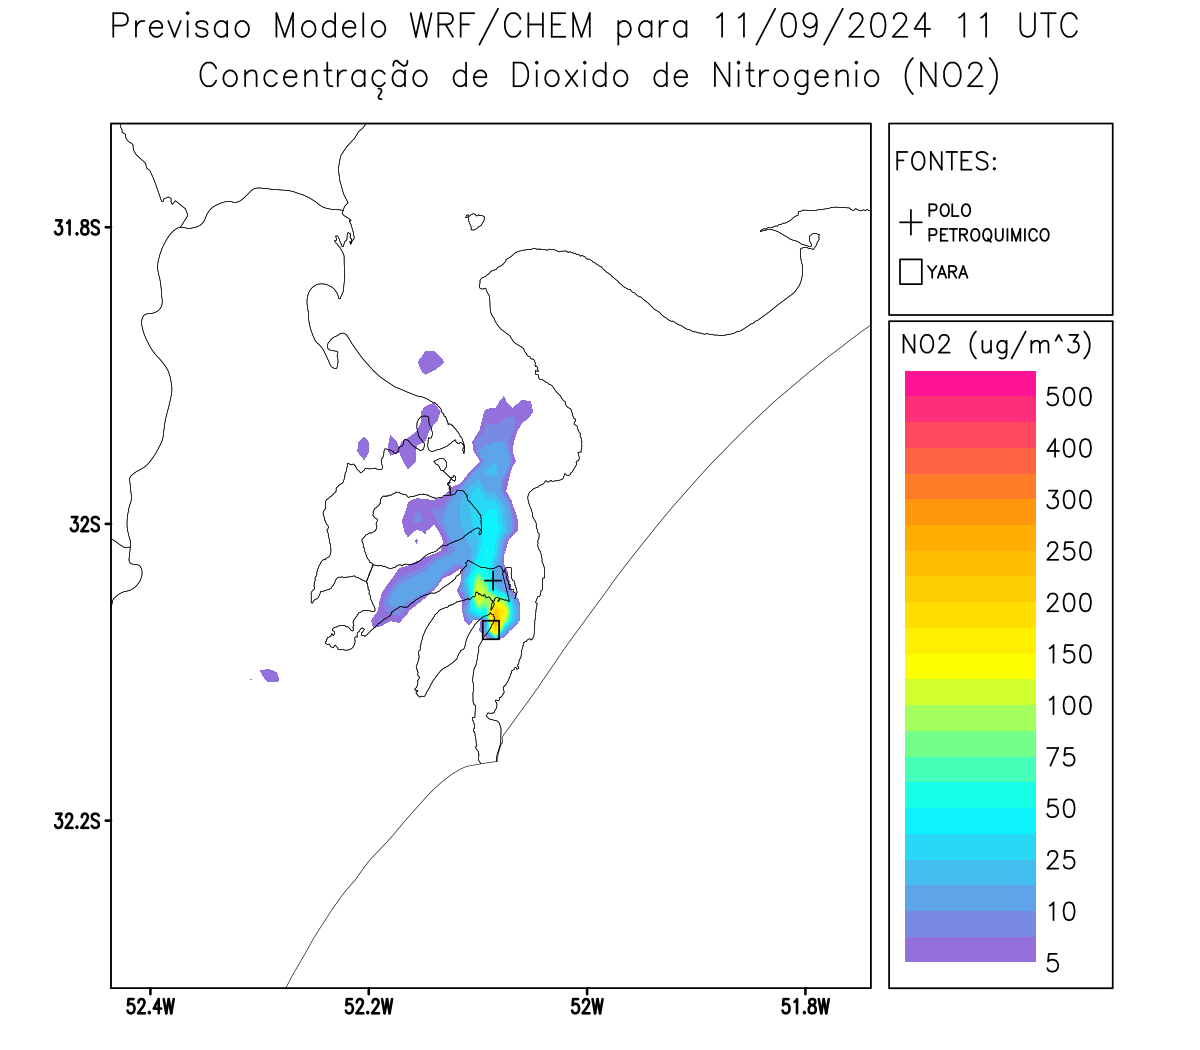 Previsao Modelo WRF/CHEM para 11/09/2024 11 UTC
Concentração de Dioxido de Nitrogenio (NO2)
FONTES:
POLO
PETROQUIMICO
YARA
NO2 (ug/m^3)
500
400
300
250
200
150
100
75
50
25
10
5
31.8S
32S
32.2S
52.4W
52.2W
52W
51.8W